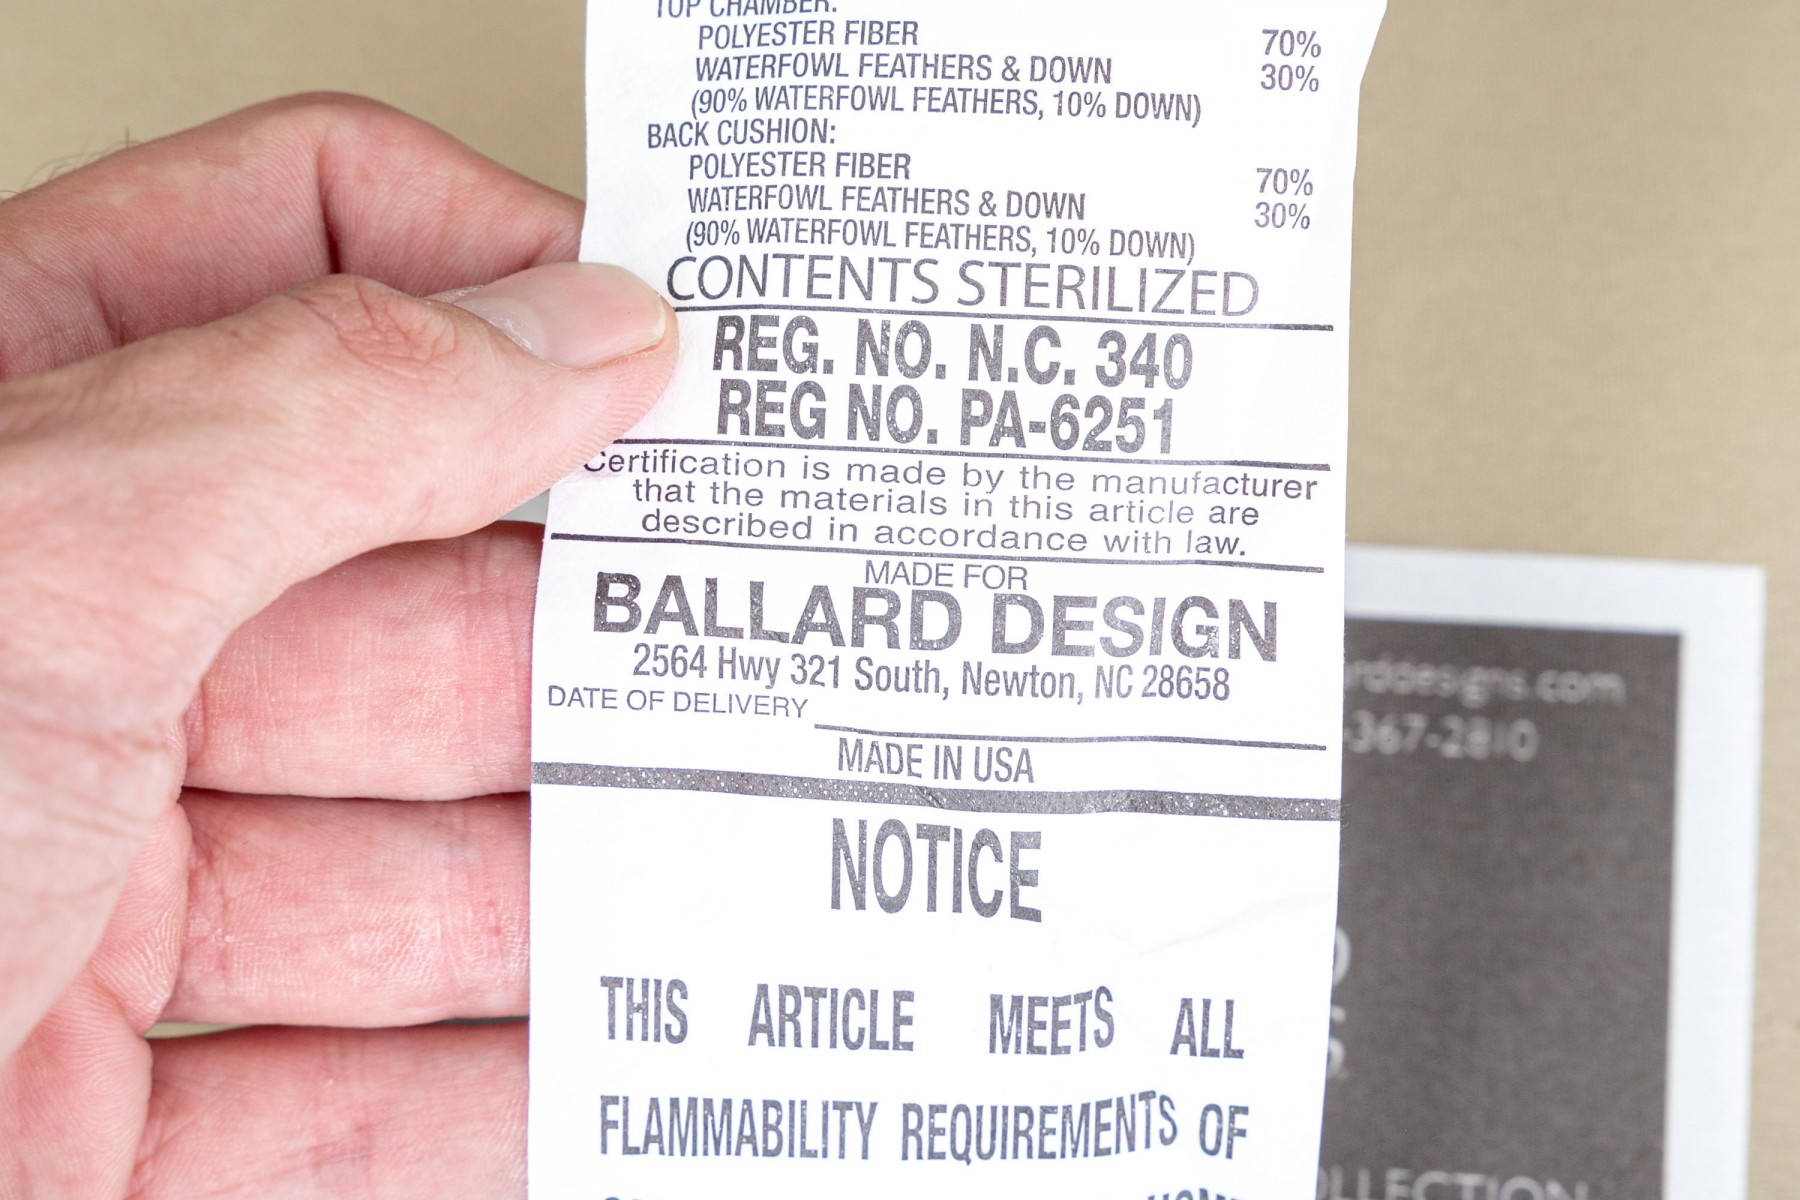 TOP CHAMBER:
POLYESTER FIBER 70%
WATERFOWL FEATHERS & DOWN 30%
(90% WATERFOWL FEATHERS, 10% DOWN)
BACK CUSHION:
POLYESTER FIBER 70%
WATERFOWL FEATHERS & DOWN 30%
(90% WATERFOWL FEATHERS, 10% DOWN)
CONTENTS STERILIZED
REG. NO. N.C. 340
REG NO. PA-6251
Certification is made by the manufacturer
that the materials in this article are
described in accordance with law.
MADE FOR
BALLARD DESIGN
2564 Hwy 321 South, Newton, NC 28658
DATE OF DELIVERY
MADE IN USA
NOTICE
THIS ARTICLE MEETS ALL
FLAMMABILITY REQUIREMENTS OF
rddesigns.com
-367-2810
LLECTION